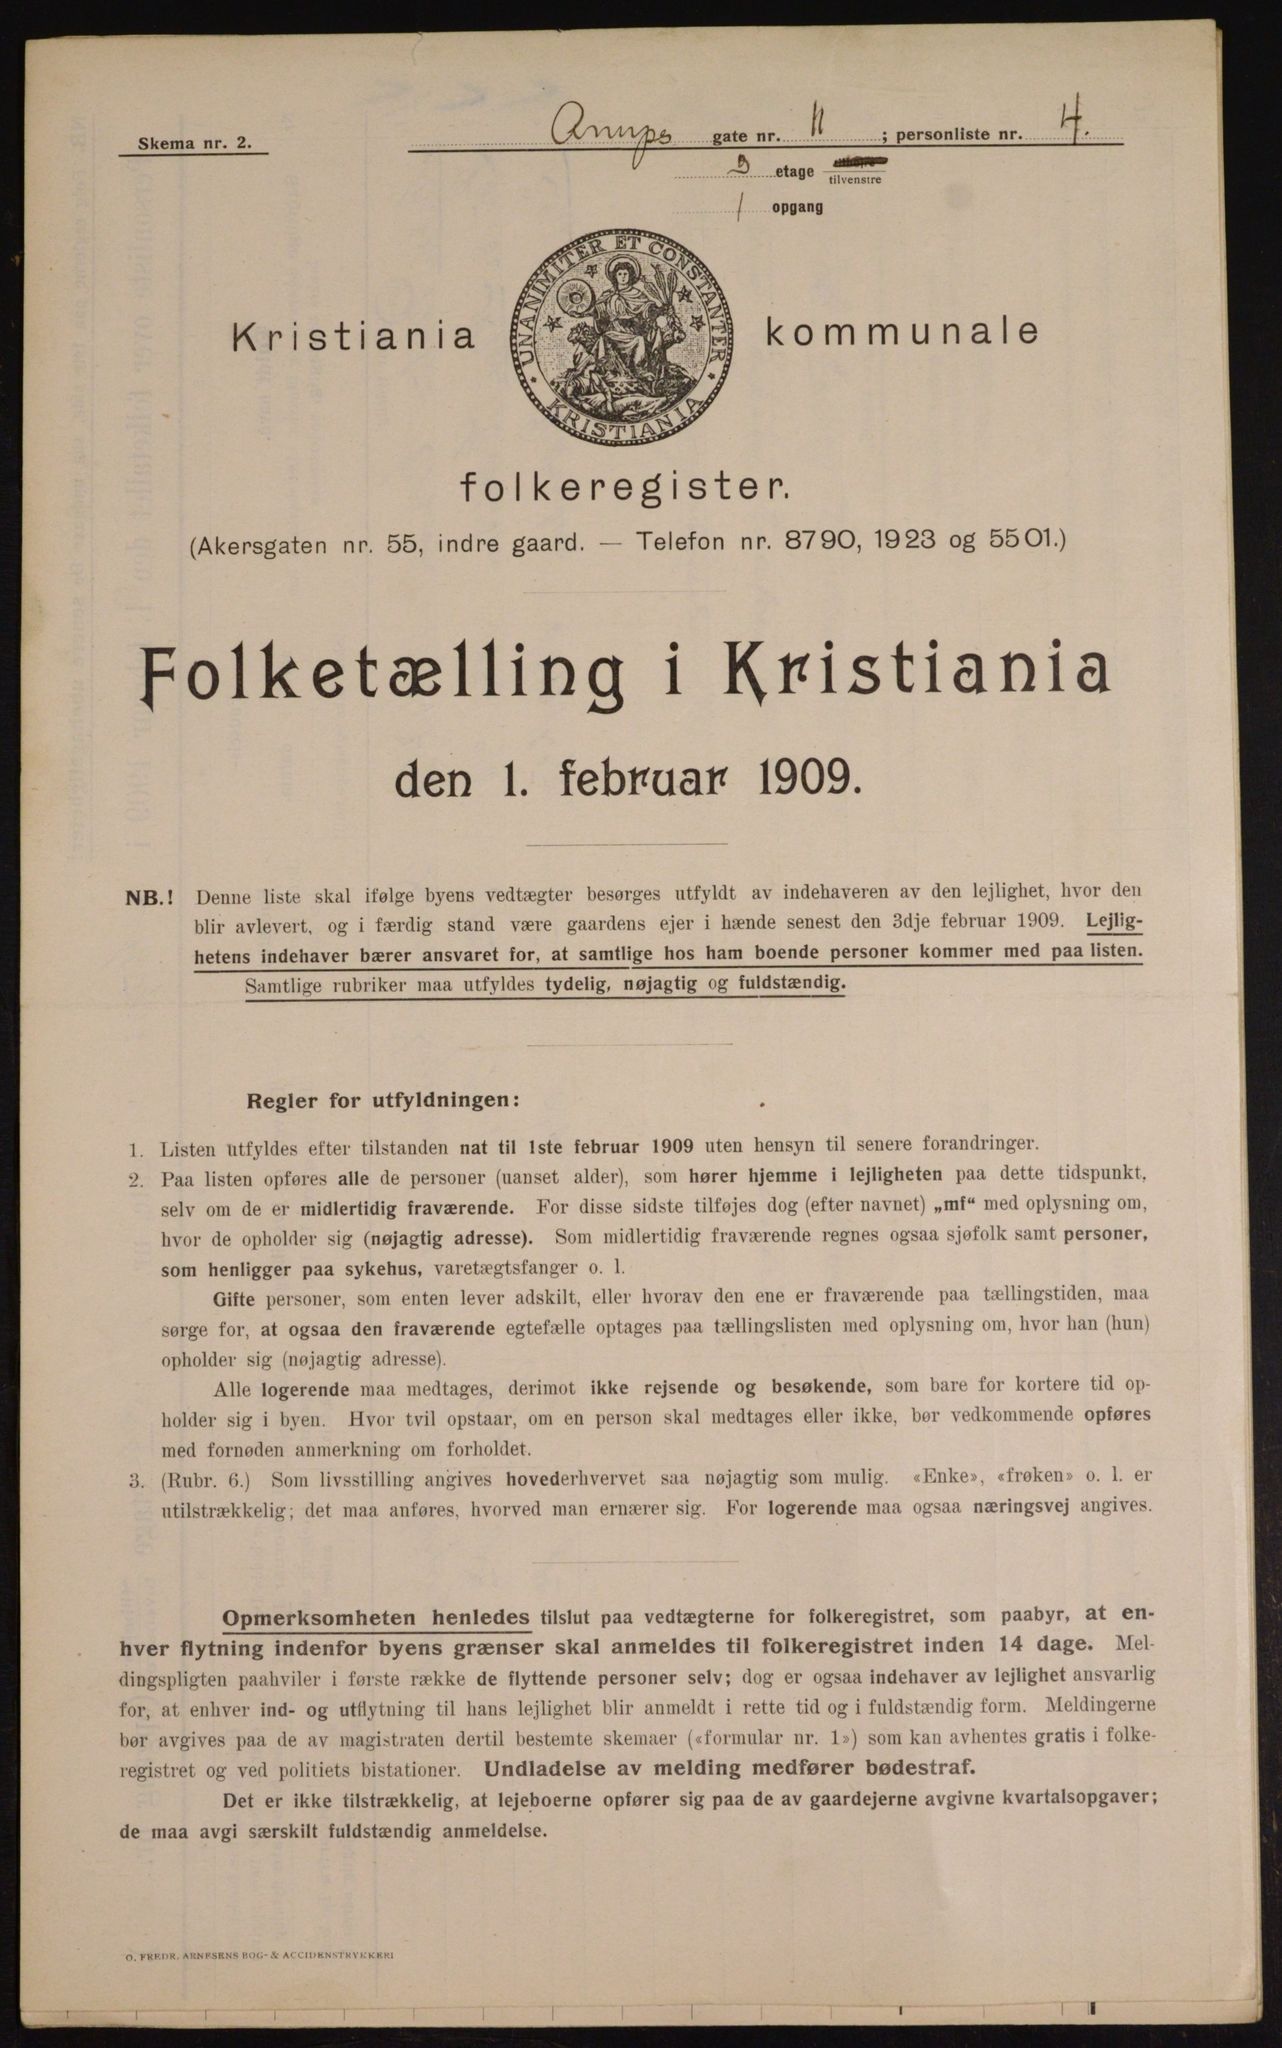 Skema nr. 2.
Anups gate nr. 11; personliste nr. 4.
etage tilvenstre
1 opgang
UNANIMITER ET CONSTANTER
KRISTIANIA
Kristiania kommunale
folkeregister.
(Akersgaten nr. 55, indre gaard. — Telefon nr. 8790, 1923 og 5501.)
Folketælling i Kristiania
den 1. februar 1909.
NB.! Denne liste skal ifølge byens vedtægter besørges utfyldt av indehaveren av den lejlighet, hvor den
blir avlevert, og i færdig stand være gaardens ejer i hænde senest den 3dje februar 1909. Lejlig-
hetens indehaver bærer ansvaret for, at samtlige hos ham boende personer kommer med paa listen.
Samtlige rubriker maa utfyldes tydelig, nøjagtig og fuldstændig.
Regler for utfyldningen:
1. Listen utfyldes efter tilstanden nat til 1ste februar 1909 uten hensyn til senere forandringer.
2. Paa listen opføres alle de personer (uanset alder), som hører hjemme i lejligheten paa dette tidspunkt,
selv om de er midlertidig fraværende. For disse sidste tilføjes dog (efter navnet) „mf“ med oplysning om,
hvor de opholder sig (nøjagtig adresse). Som midlertidig fraværende regnes ogsaa sjøfolk samt personer,
som henligger paa sykehus, varetægtsfanger o. l.
Gifte personer, som enten lever adskilt, eller hvorav den ene er fraværende paa tællingstiden, maa
sørge for, at ogsaa den fraværende egtefælle optages paa tællingslisten med oplysning om, hvor han (hun)
opholder sig (nøjagtig adresse).
Alle logerende maa medtages, derimot ikke rejsende og besøkende, som bare for kortere tid op-
holder sig i byen. Hvor tvil opstaar, om en person skal medtages eller ikke, bør vedkommende opføres
med fornøden anmerkning om forholdet.
3. (Rubr. 6.) Som livsstilling angives hovederhvervet saa nøjagtig som mulig. «Enke», «frøken» o. l. er
utilstrækkelig; det maa anføres, hvorved man ernærer sig. For logerende maa ogsaa næringsvej angives.
Opmerksomheten henledes tilslut paa vedtægterne for folkeregistret, som paabyr, at en-
hver flytning indenfor byens grænser skal anmeldes til folkeregistret inden 14 dage. Mel-
dingspligten paahviler i første række de flyttende personer selv; dog er ogsaa indehaver av lejlighet ansvarlig
for, at enhver ind- og utflytning til hans lejlighet blir anmeldt i rette tid og i fuldstændig form. Meldingerne
bør avgives paa de av magistraten dertil bestemte skemaer («formular nr. 1») som kan avhentes gratis i folke-
registret og ved politiets bistationer. Undladelse av melding medfører bødestraf.
Det er ikke tilstrækkelig, at lejeboerne opfører sig paa de av gaardejerne avgivne kvartalsopgaver;
de maa avgi særskilt fuldstændig anmeldelse.
O. FREDR. ARNESENS BOG- & ACCIDENSTRYKKERI